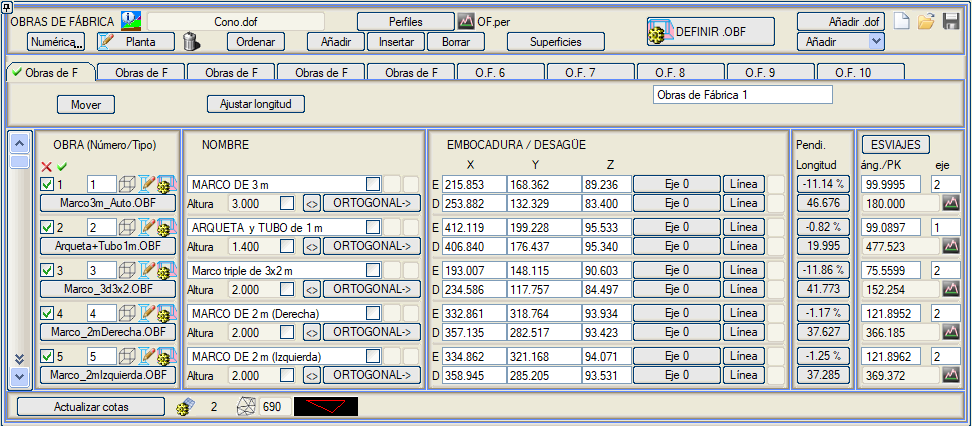 OBRAS DE FÁBRICA Cono.dof Perfiles OF.per DEFINIR .OBF Añadir .dof
Numérica... Planta Ordenar Añadir Insertar Borrar Superficies Añadir
Obras de F Obras de F Obras de F Obras de F Obras de F O.F. 6 O.F. 7 O.F. 8 O.F. 9 O.F. 10
Mover Ajustar longitud Obras de Fábrica 1
OBRA (Número/Tipo) NOMBRE EMBOCADURA / DESAGÜE Pendi. ESVIAJES
X Y Z Longitud áng./PK eje
1 1 MARCO DE 3 m E 215.853 168.362 89.236 Eje 0 Línea -11.14 % 99.9995 2
Marco3m_Auto.OBF Altura 3.000 <> ORTOGONAL-> D 253.882 132.329 83.400 46.676 180.000
2 2 ARQUETA y TUBO de 1 m E 412.119 199.228 95.533 Eje 0 Línea -0.82 % 99.0897 1
Arqueta+Tubo1m.OBF Altura 1.400 <> ORTOGONAL-> D 406.840 176.437 95.340 19.995 477.523
3 3 Marco triple de 3x2 m E 193.007 148.115 90.603 Eje 0 Línea -11.86 % 75.5599 2
Marco_3d3x2.OBF Altura 2.000 <> ORTOGONAL-> D 234.586 117.757 84.497 Eje 0 Línea 41.773 152.254
4 4 MARCO DE 2 m (Derecha) E 332.861 318.764 93.934 Eje 0 Línea -1.17 % 121.8952 2
Marco_2mDerecha.OBF Altura 2.000 <> ORTOGONAL-> D 357.135 282.517 93.423 Eje 0 Línea 37.627 366.185
5 5 MARCO DE 2 m (Izquierda) E 334.862 321.168 94.071 Eje 0 Línea -1.25 % 121.8962 2
Marco_2mIzquierda.OBF Altura 2.000 <> ORTOGONAL-> D 358.945 285.205 93.531 Eje 0 Línea 37.285 369.372
Actualizar cotas 2 690